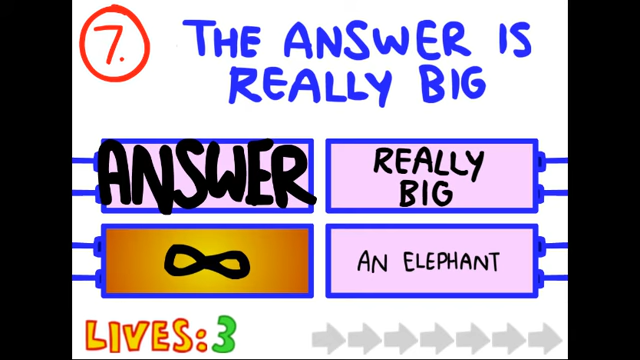 7.
THE ANSWER IS
REALLY BIG
ANSWER
REALLY
BIG
∞
AN ELEPHANT
LIVES:3